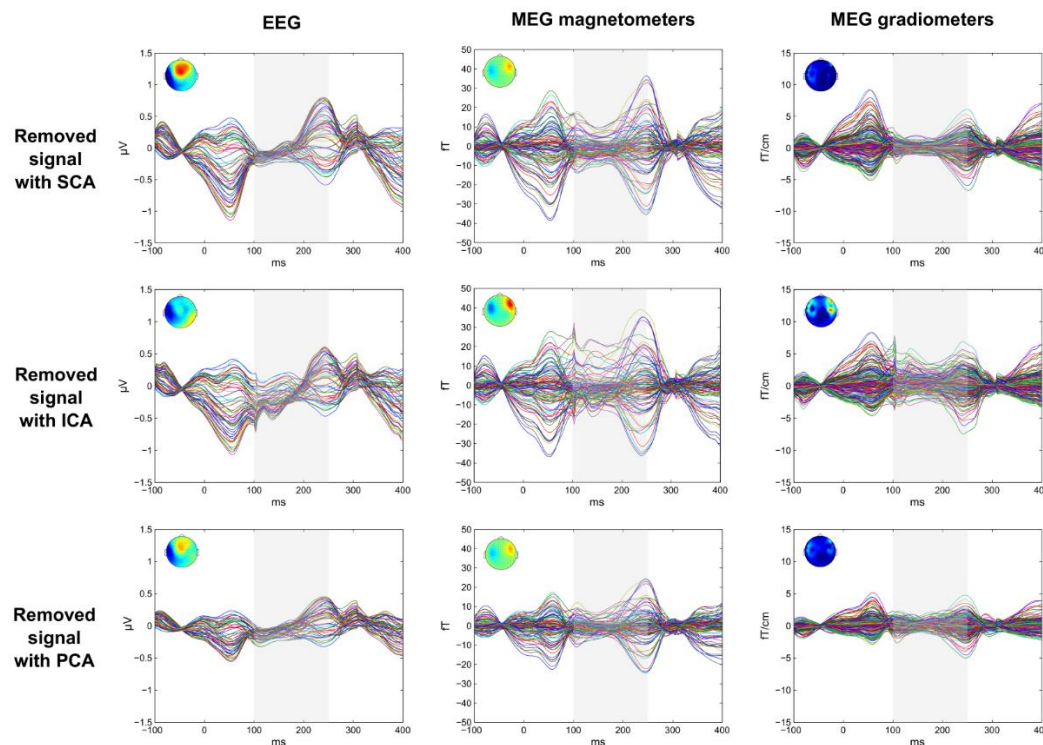 EEG
MEG magnetometers
MEG gradiometers
Removed
signal
with SCA
µV
1.5
1
0.5
0
−0.5
−1
−1.5
−100 0 100 200 300 400
ms
fT
50
40
30
20
10
0
−10
−20
−30
−40
−50
−100 0 100 200 300 400
ms
fT/cm
15
10
5
0
−5
−10
−15
−100 0 100 200 300 400
ms
Removed
signal
with ICA
µV
1.5
1
0.5
0
−0.5
−1
−1.5
−100 0 100 200 300 400
ms
fT
50
40
30
20
10
0
−10
−20
−30
−40
−50
−100 0 100 200 300 400
ms
fT/cm
15
10
5
0
−5
−10
−15
−100 0 100 200 300 400
ms
Removed
signal
with PCA
µV
1.5
1
0.5
0
−0.5
−1
−1.5
−100 0 100 200 300 400
ms
fT
50
40
30
20
10
0
−10
−20
−30
−40
−50
−100 0 100 200 300 400
ms
fT/cm
15
10
5
0
−5
−10
−15
−100 0 100 200 300 400
ms